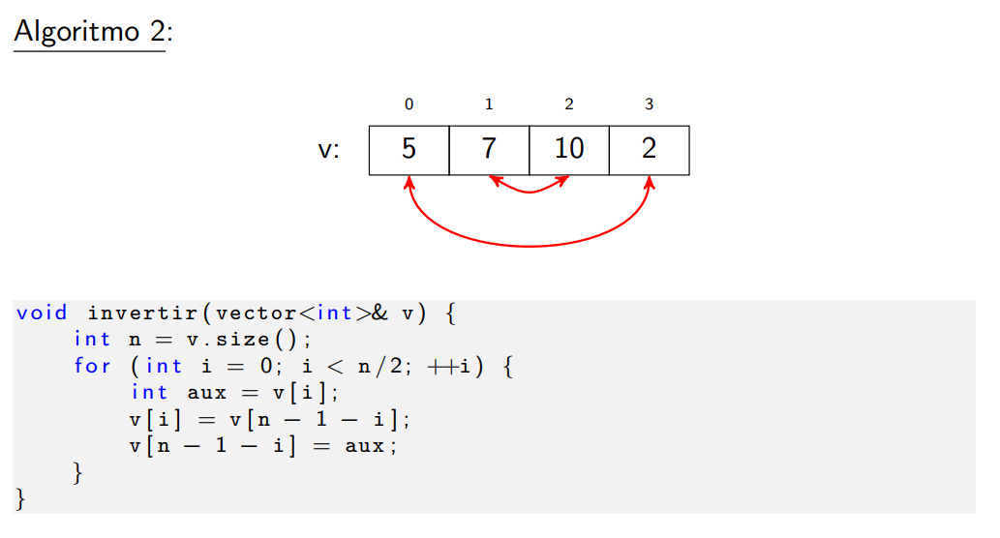 Algoritmo 2:
0 1 2 3
v: 5 7 10 2
void invertir(vector<int>& v) {
    int n = v.size();
    for (int i = 0; i < n/2; ++i) {
        int aux = v[i];
        v[i] = v[n - 1 - i];
        v[n - 1 - i] = aux;
    }
}